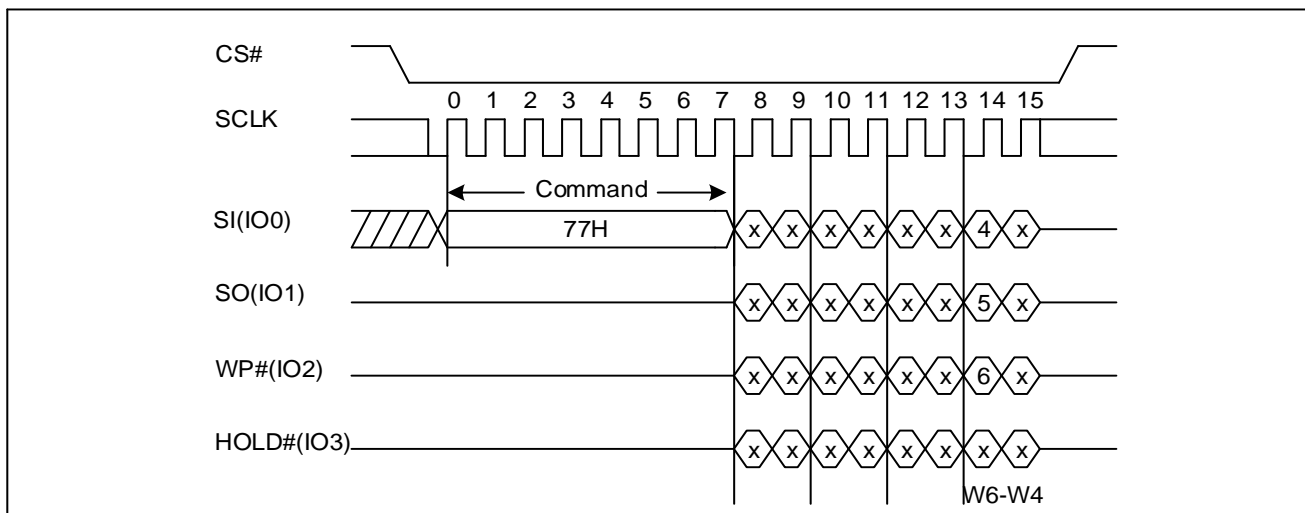 CS#
0 1 2 3 4 5 6 7 8 9 10 11 12 13 14 15
SCLK
Command
SI(IO0) 77H x x x x x x 4 x
SO(IO1) x x x x x x 5 x
WP#(IO2) x x x x x x 6 x
HOLD#(IO3) x x x x x x x x
W6-W4